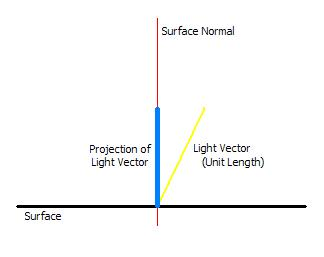 Surface Normal
Projection of
Light Vector
Light Vector
(Unit Length)
Surface